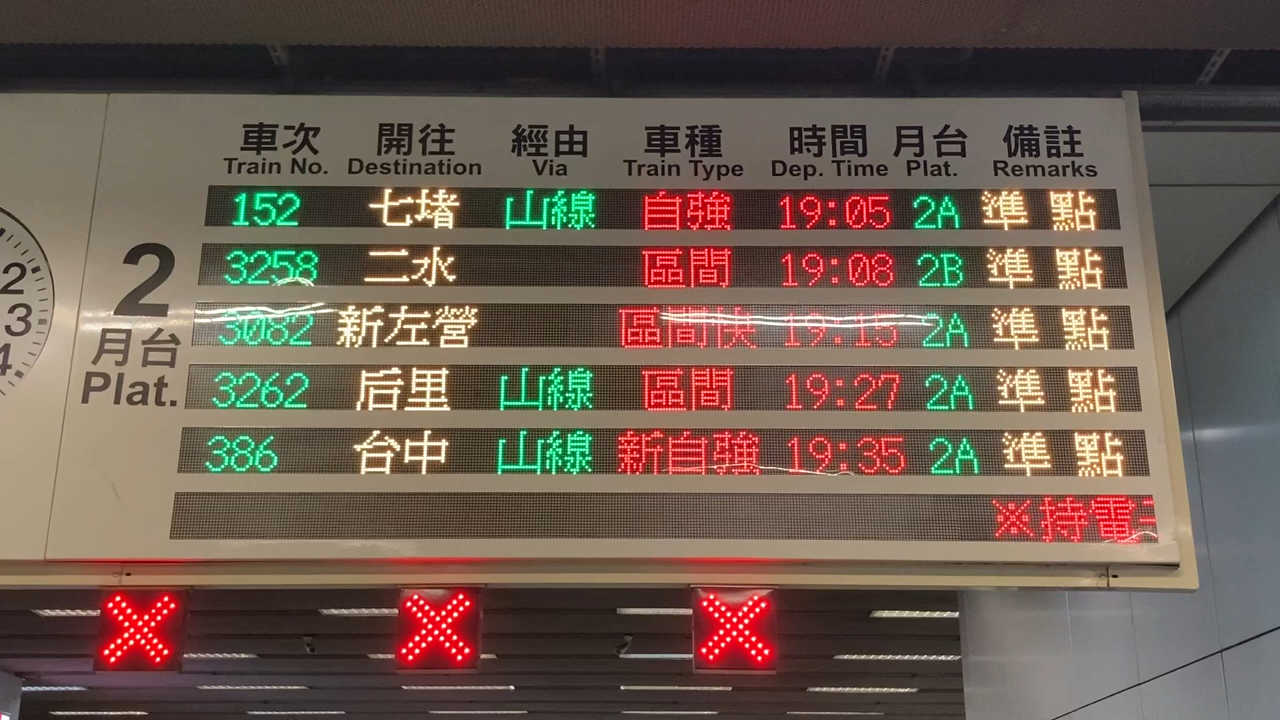 車次 開往 經由 車種 時間 月台 備註
Train No. Destination Via Train Type Dep. Time Plat. Remarks
152 七堵 山線 自強 19:05 2A 準點
3258 二水 區間 19:08 2B 準點
3082 新左營 區間快 19:15 2A 準點
3262 后里 山線 區間 19:27 2A 準點
386 台中 山線 新自強 19:35 2A 準點
※持電
2
月台
Plat.
2
3
4